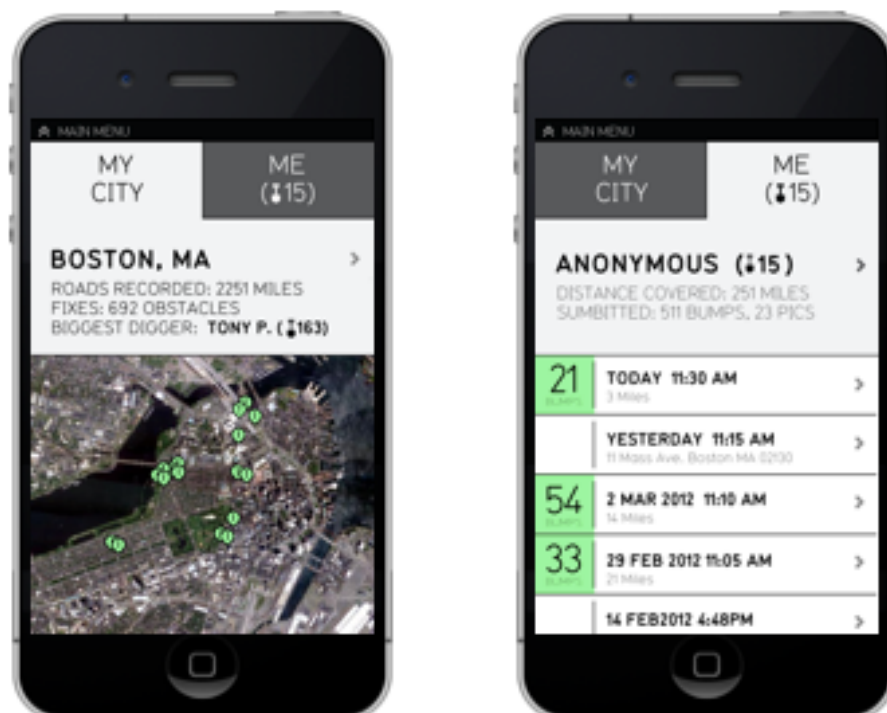 MAIN MENU
MY CITY
ME (15)
BOSTON, MA
ROADS RECORDED: 2251 MILES
FIXES: 692 OBSTACLES
BIGGEST DIGGER: TONY P. (163)
MAIN MENU
MY CITY
ME (15)
ANONYMOUS (15)
DISTANCE COVERED: 251 MILES
SUMBITTED: 511 BUMPS, 23 PICS
21 BUMPS
TODAY 11:30 AM
3 Miles
YESTERDAY 11:15 AM
11 Mass Ave, Boston MA 02130
54 BUMPS
2 MAR 2012 11:10 AM
14 Miles
33 BUMPS
29 FEB 2012 11:05 AM
21 Miles
14 FEB2012 4:48PM